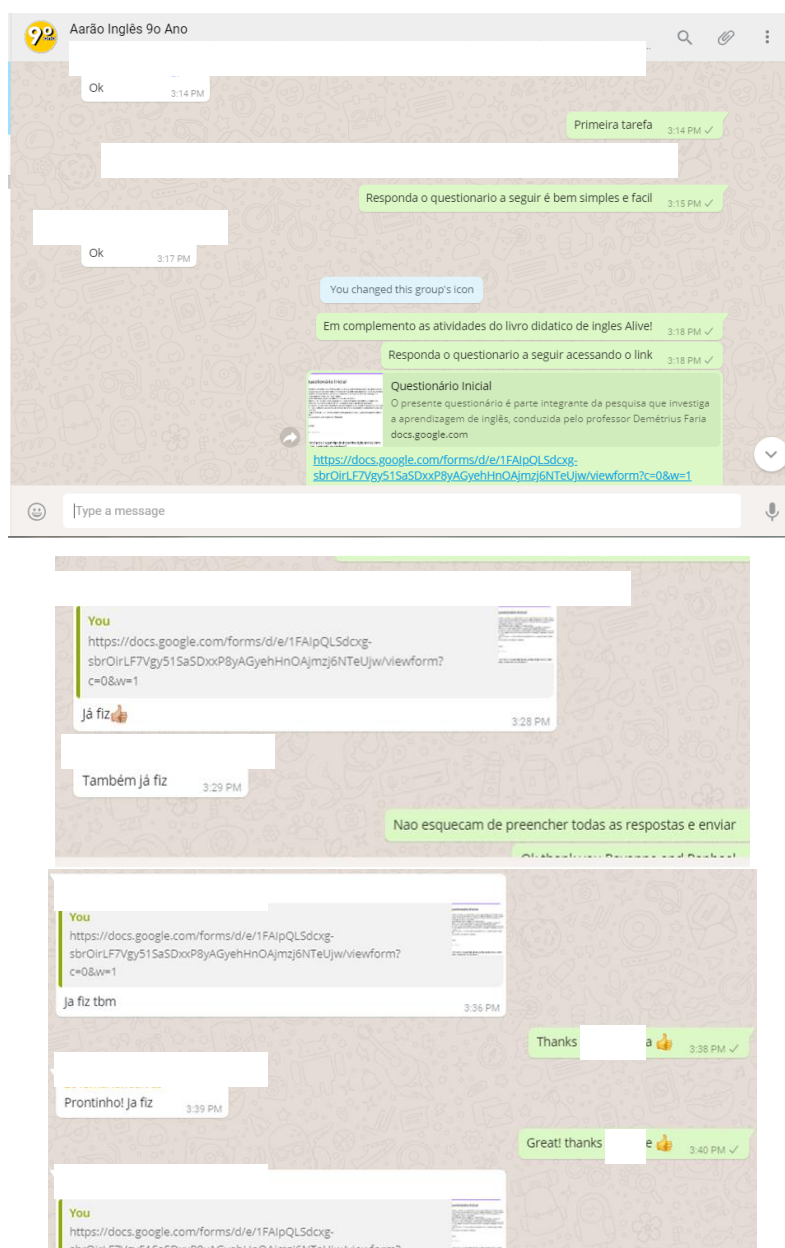 9º
ano
Aarão Inglês 9o Ano
Ok
3:14 PM
Primeira tarefa
3:14 PM
Responda o questionario a seguir é bem simples e facil
3:15 PM
Ok
3:17 PM
You changed this group's icon
Em complemento as atividades do livro didatico de ingles Alive!
3:18 PM
Responda o questionario a seguir acessando o link
3:18 PM
Questionário Inicial
O presente questionário é parte integrante da pesquisa que investiga
a aprendizagem de inglês, conduzida pelo professor Demétrius Faria
docs.google.com
https://docs.google.com/forms/d/e/1FAIpQLSdcxg-
sbrOirLF7Vgy51SaSDxxP8yAGyehHnOAjmzj6NTeUjw/viewform?c=0&w=1
Type a message
You
https://docs.google.com/forms/d/e/1FAIpQLSdcxg-
sbrOirLF7Vgy51SaSDxxP8yAGyehHnOAjmzj6NTeUjw/viewform?
c=0&w=1
Já fiz👍
3:28 PM
Também já fiz
3:29 PM
Nao esquecam de preencher todas as respostas e enviar
You
https://docs.google.com/forms/d/e/1FAIpQLSdcxg-
sbrOirLF7Vgy51SaSDxxP8yAGyehHnOAjmzj6NTeUjw/viewform?
c=0&w=1
Ja fiz tbm
3:36 PM
Thanks a 👍
3:38 PM
Prontinho! Ja fiz
3:39 PM
Great! thanks e 👍
3:40 PM
You
https://docs.google.com/forms/d/e/1FAIpQLSdcxg-